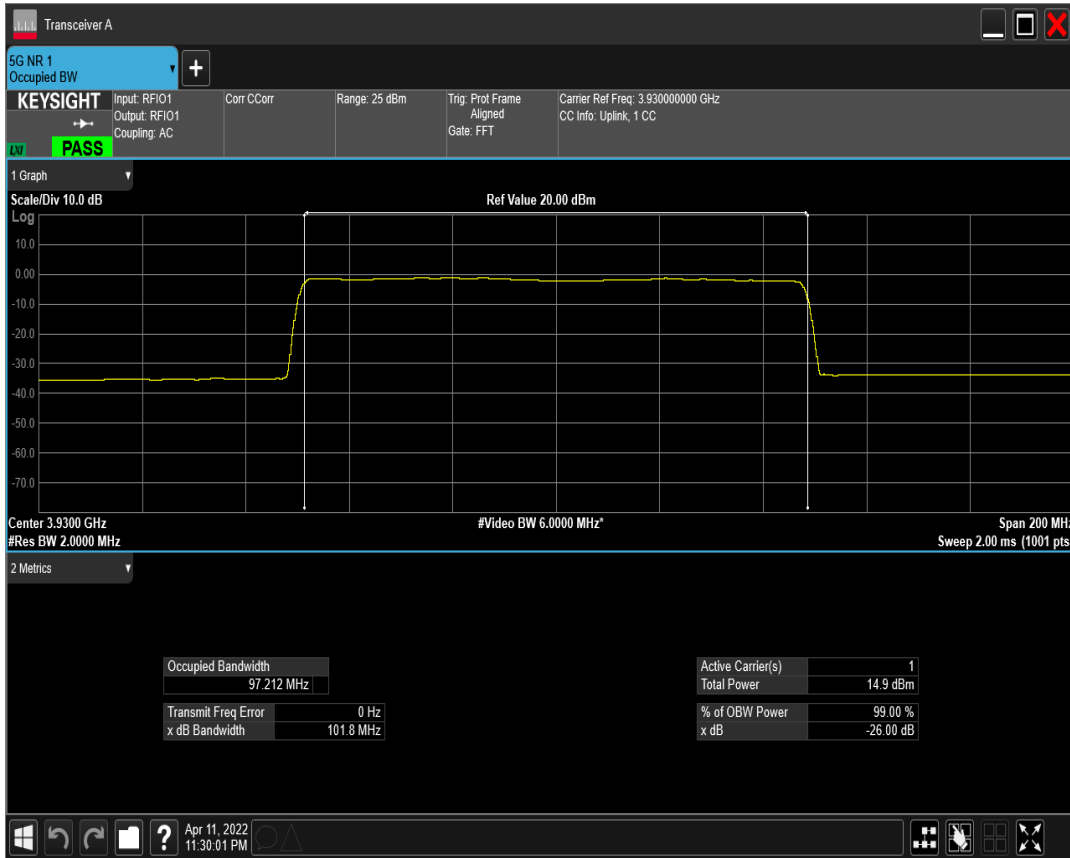 Transceiver A
5G NR 1
Occupied BW
+
KEYSIGHT
LXI
PASS
Input: RFIO1
Output: RFIO1
Coupling: AC
Corr CCorr
Range: 25 dBm
Trig: Prot Frame
Aligned
Gate: FFT
Carrier Ref Freq: 3.930000000 GHz
CC Info: Uplink, 1 CC
1 Graph
Scale/Div 10.0 dB
Ref Value 20.00 dBm
Log
10.0
0.00
-10.0
-20.0
-30.0
-40.0
-50.0
-60.0
-70.0
Center 3.9300 GHz
#Video BW 6.0000 MHz*
Span 200 MHz
#Res BW 2.0000 MHz
Sweep 2.00 ms (1001 pts
2 Metrics
Occupied Bandwidth
97.212 MHz
Transmit Freq Error 0 Hz
x dB Bandwidth 101.8 MHz
Active Carrier(s) 1
Total Power 14.9 dBm
% of OBW Power 99.00 %
x dB -26.00 dB
?
Apr 11, 2022
11:30:01 PM